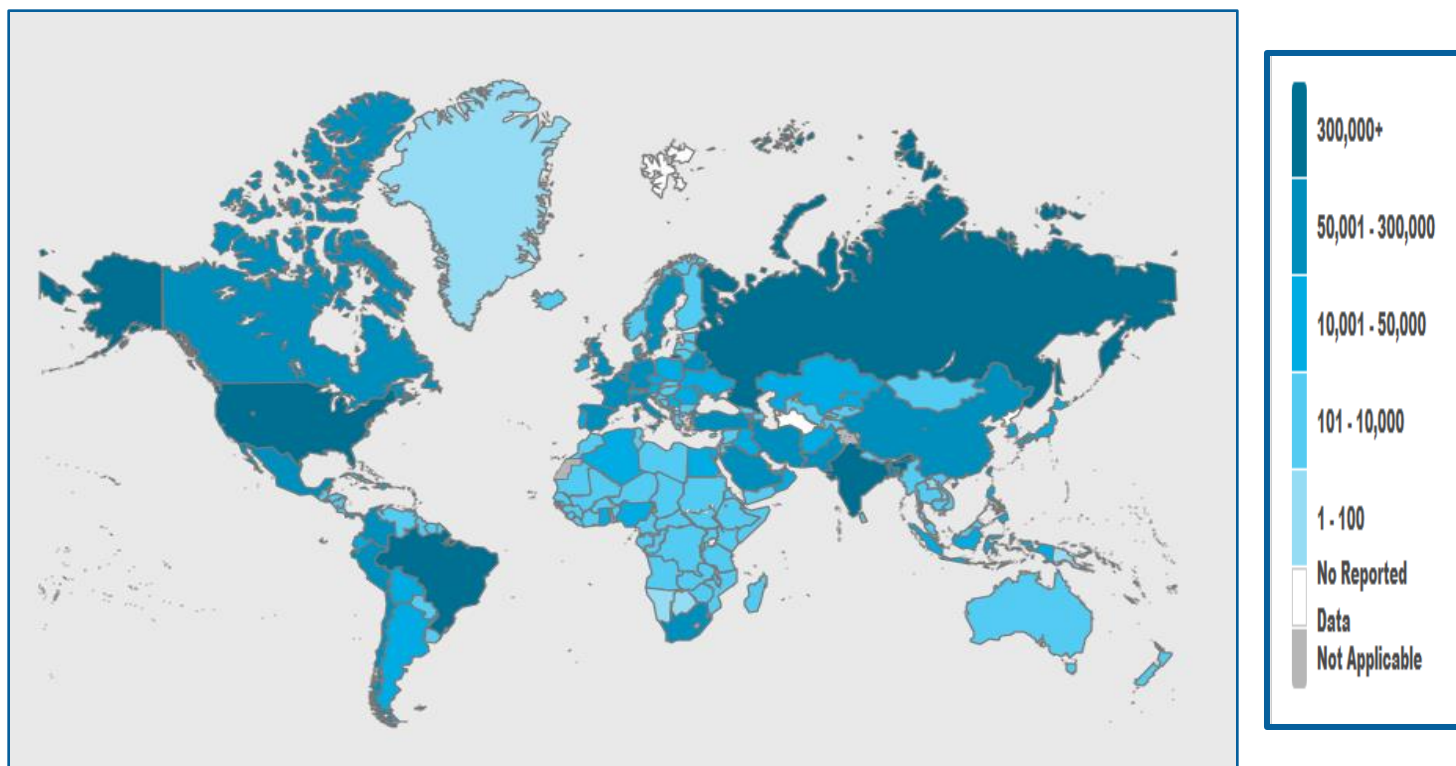 300,000+
50,001 - 300,000
10,001 - 50,000
101 - 10,000
1 - 100
No Reported
Data
Not Applicable